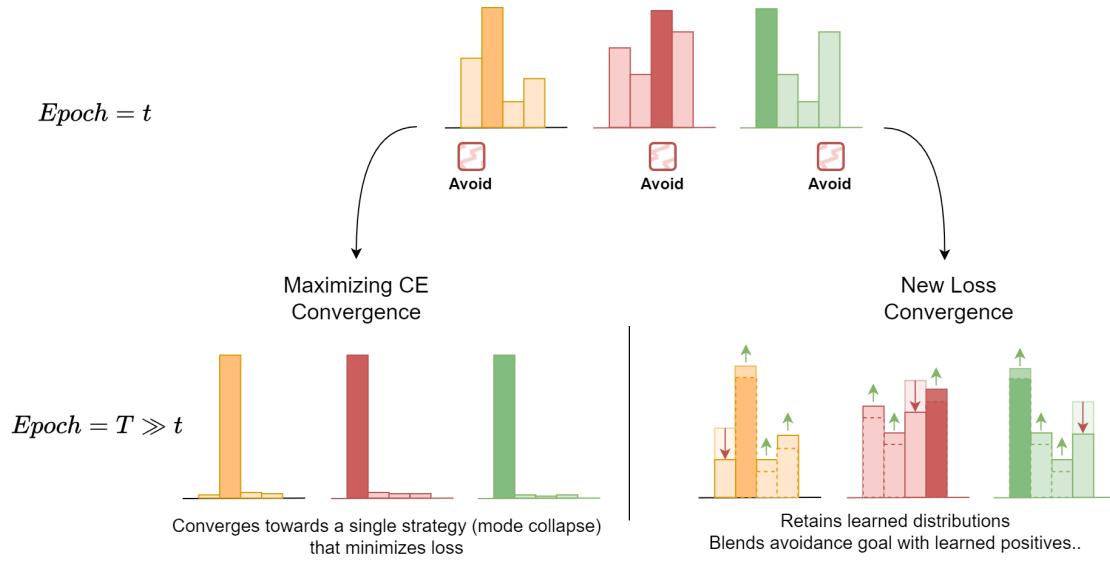 Epoch = t
Avoid
Avoid
Avoid
Maximizing CE
Convergence
New Loss
Convergence
Epoch = T ≫ t
Converges towards a single strategy (mode collapse)
that minimizes loss
Retains learned distributions
Blends avoidance goal with learned positives..